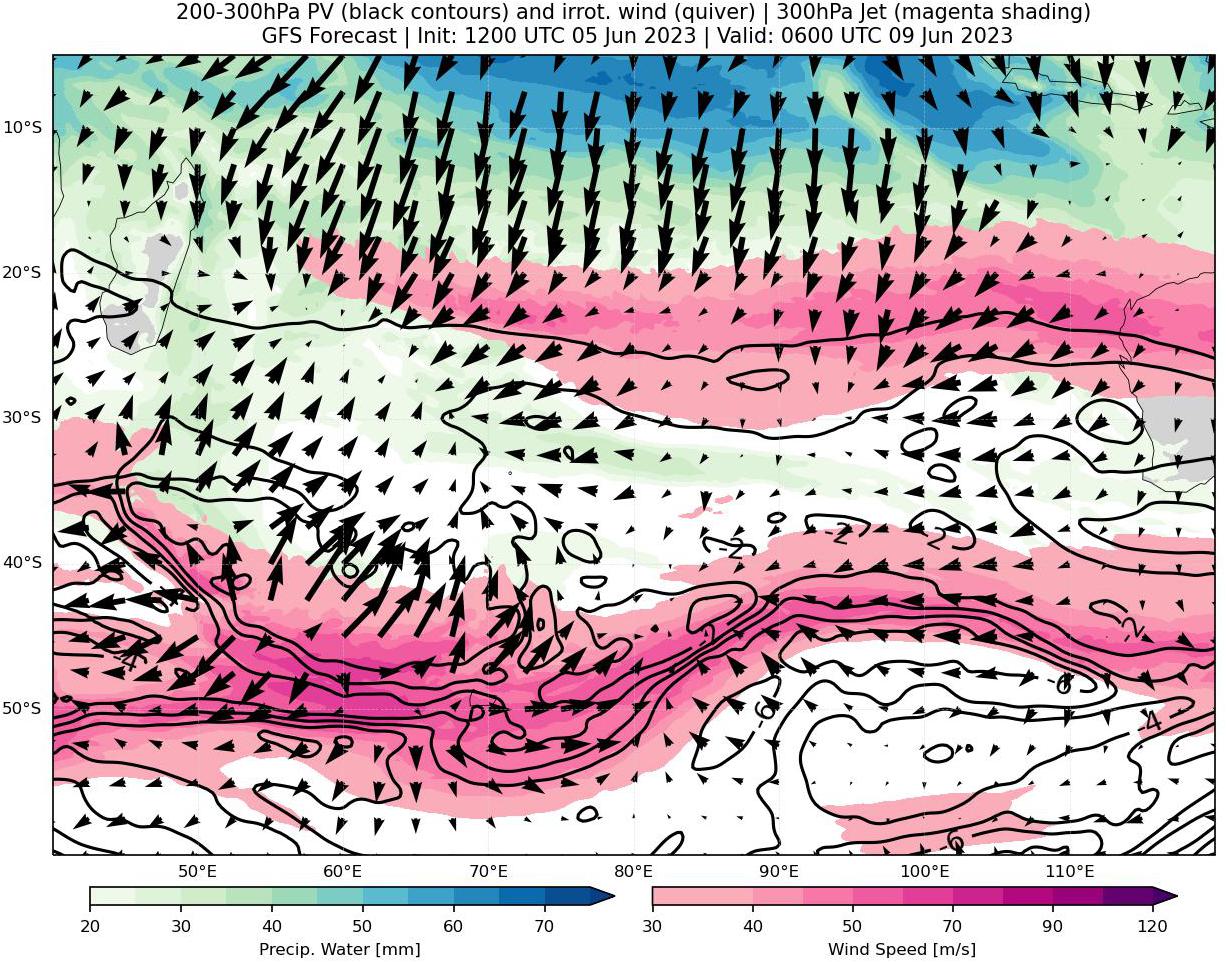 200-300hPa PV (black contours) and irrot. wind (quiver) | 300hPa Jet (magenta shading)
GFS Forecast | Init: 1200 UTC 05 Jun 2023 | Valid: 0600 UTC 09 Jun 2023
10°S
20°S
30°S
-2 -2 -2
40°S
-2
-4
50°S
-6 -6 -4
-6
50°E 60°E 70°E 80°E 90°E 100°E 110°E
20 30 40 50 60 70 30 40 50 70 90 120
Precip. Water [mm] Wind Speed [m/s]